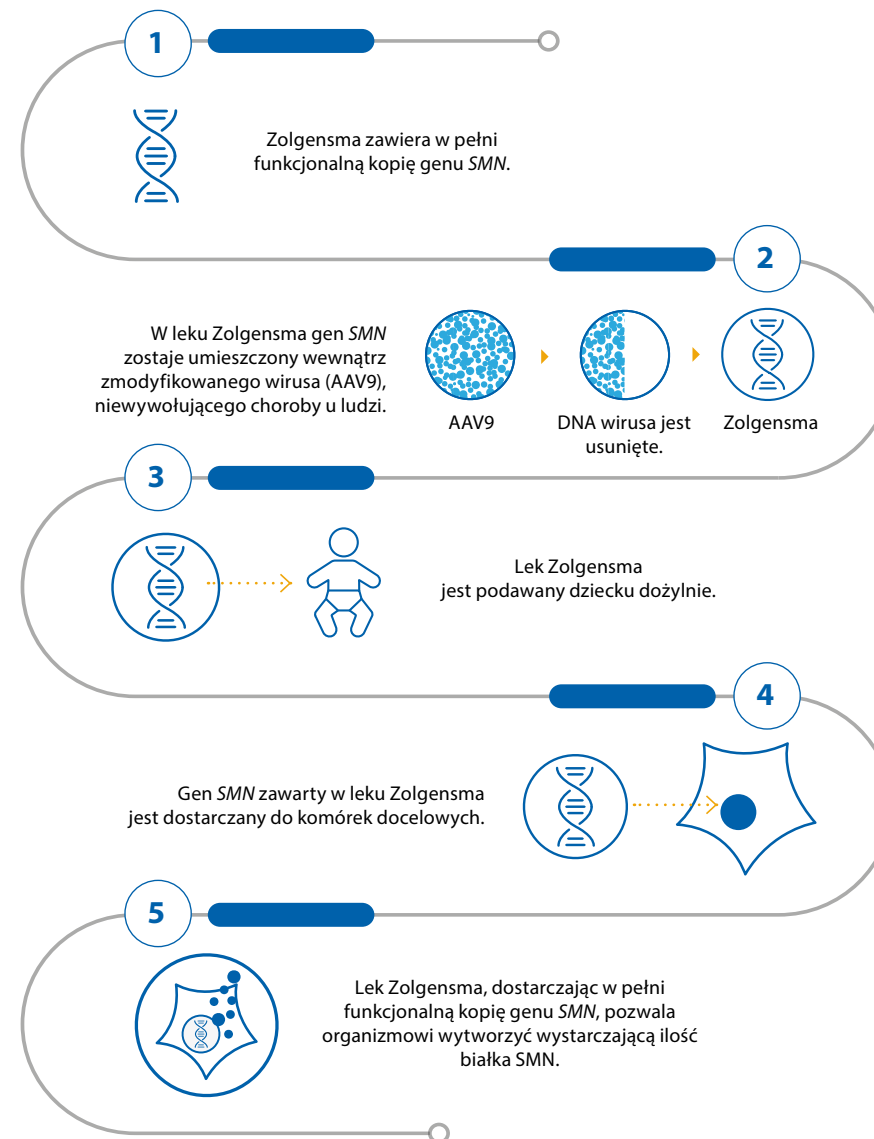 1
Zolgensma zawiera w pełni
funkcjonalną kopię genu SMN.
2
W leku Zolgensma gen SMN
zostaje umieszczony wewnątrz
zmodyfikowanego wirusa (AAV9),
niewywołującego choroby u ludzi.
AAV9
DNA wirusa jest
usunięte.
Zolgensma
3
Lek Zolgensma
jest podawany dziecku dożylnie.
4
Gen SMN zawarty w leku Zolgensma
jest dostarczany do komórek docelowych.
5
Lek Zolgensma, dostarczając w pełni
funkcjonalną kopię genu SMN, pozwala
organizmowi wytworzyć wystarczającą ilość
białka SMN.